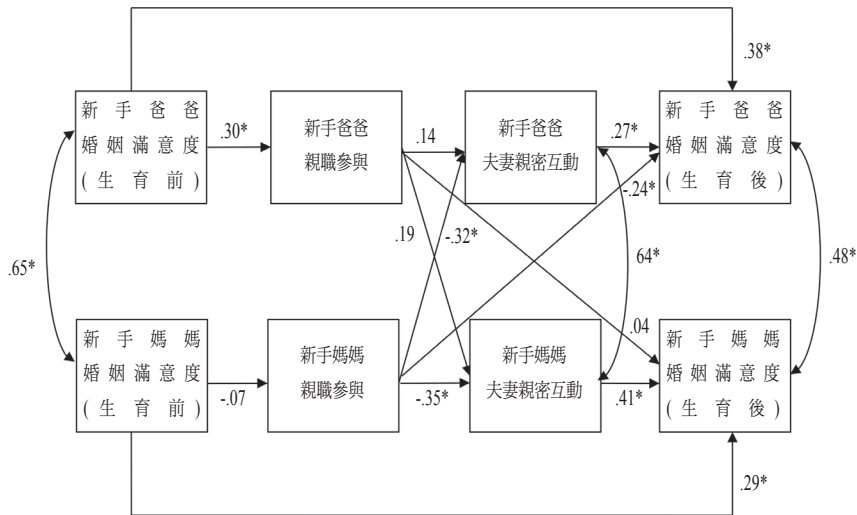 .38*
新手爸爸
婚姻滿意度
(生育前)
.30*
新手爸爸
親職參與
.14
新手爸爸
夫妻親密互動
.27*
新手爸爸
婚姻滿意度
(生育後)
-.24*
.65*
.19
-.32*
64*
.48*
.04
新手媽媽
婚姻滿意度
(生育前)
-.07
新手媽媽
親職參與
-.35*
新手媽媽
夫妻親密互動
.41*
新手媽媽
婚姻滿意度
(生育後)
.29*